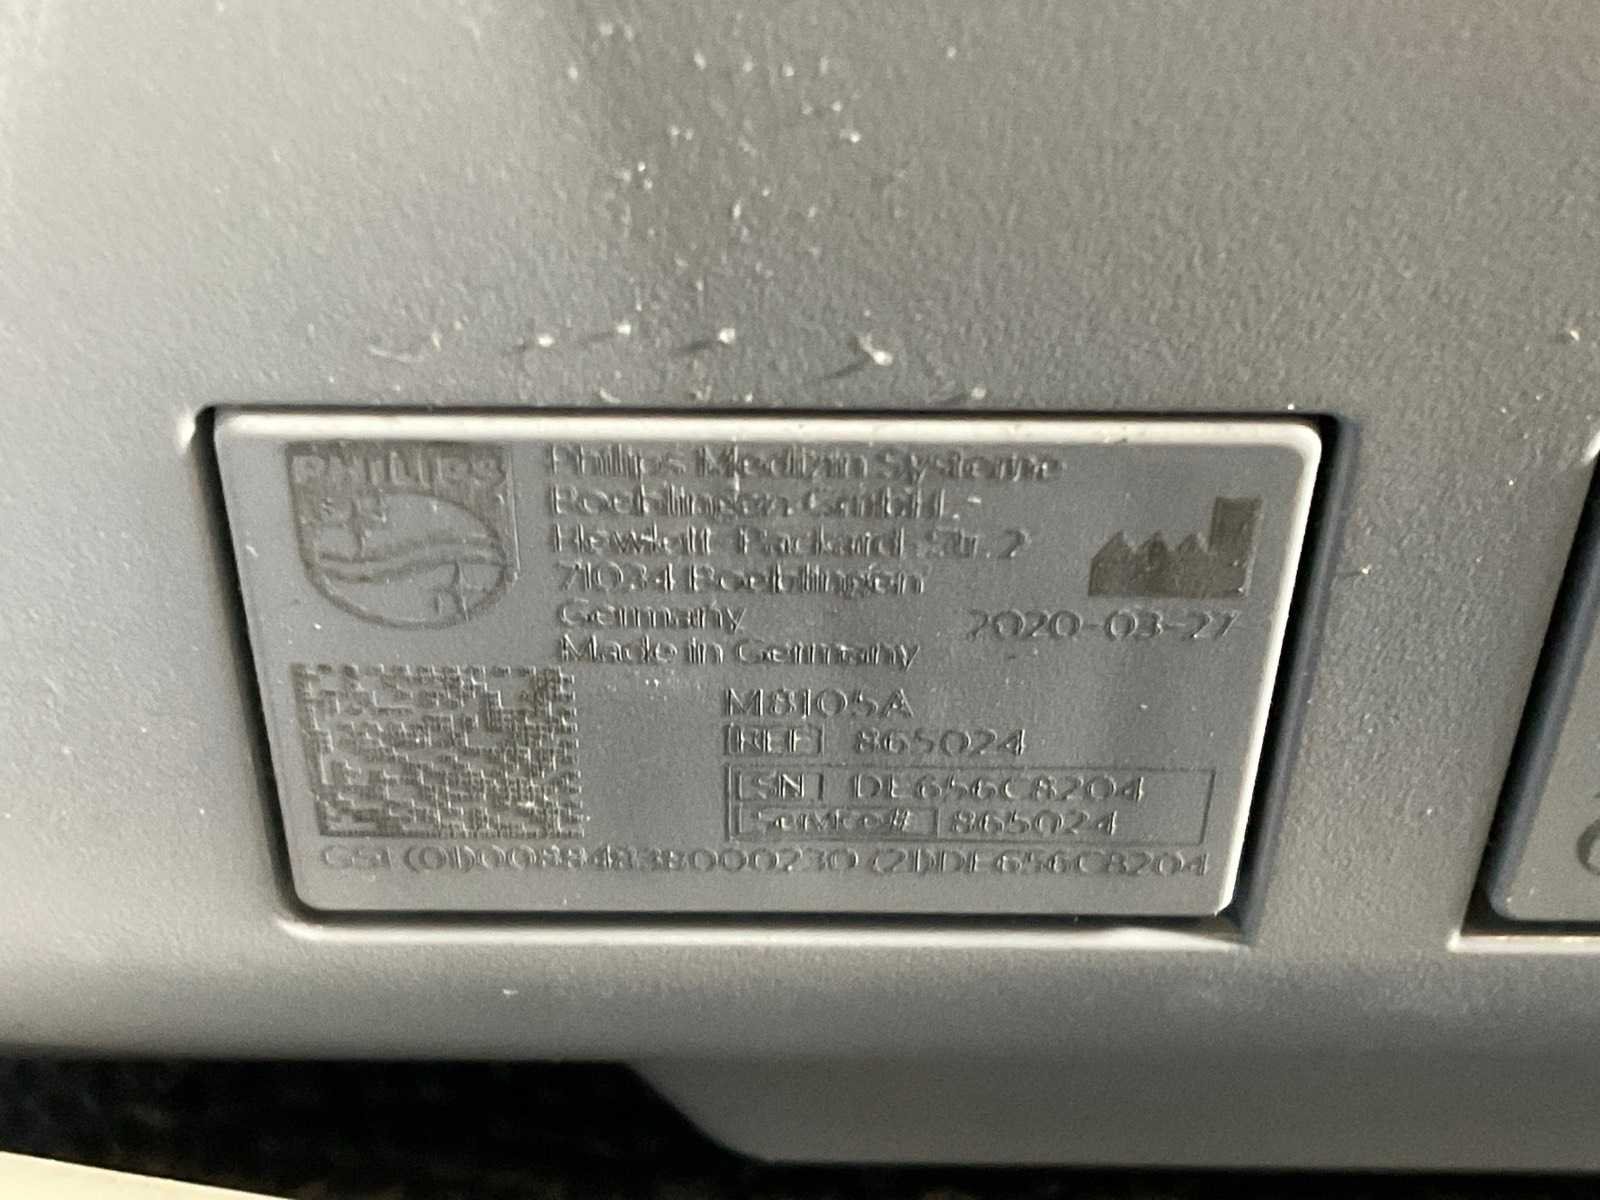 PHILIPS
Philips Medizin Systeme
Boeblingen GmbH
Hewlett-Packard-Str. 2
71034 Boeblingen
Germany
2020-03-27
Made in Germany
M8105A
REF 865024
SN DE656C8204
Service# 865024
GS1 (01)00884838000230 (21)DE656C8204